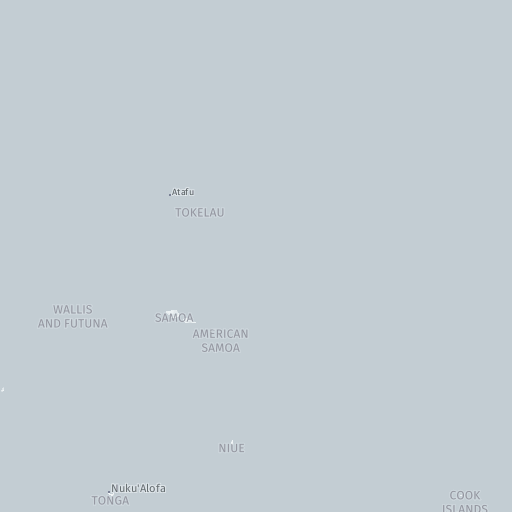 Atafu
TOKELAU
WALLIS
AND FUTUNA
SAMOA
AMERICAN
SAMOA
NIUE
Nuku'Alofa
TONGA
COOK
ISLANDS